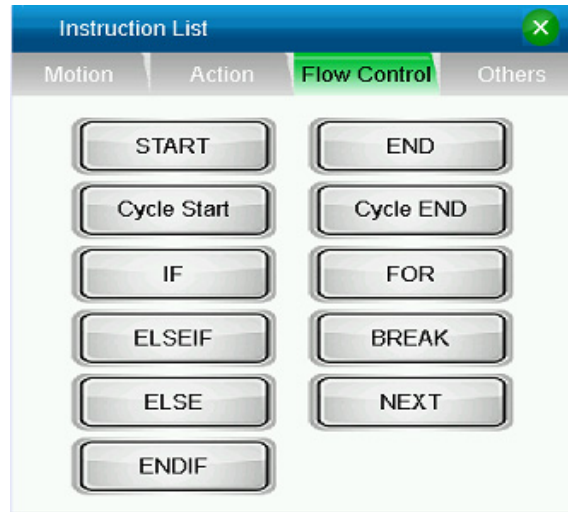 Instruction List
Motion Action Flow Control Others
START END
Cycle Start Cycle END
IF FOR
ELSEIF BREAK
ELSE NEXT
ENDIF